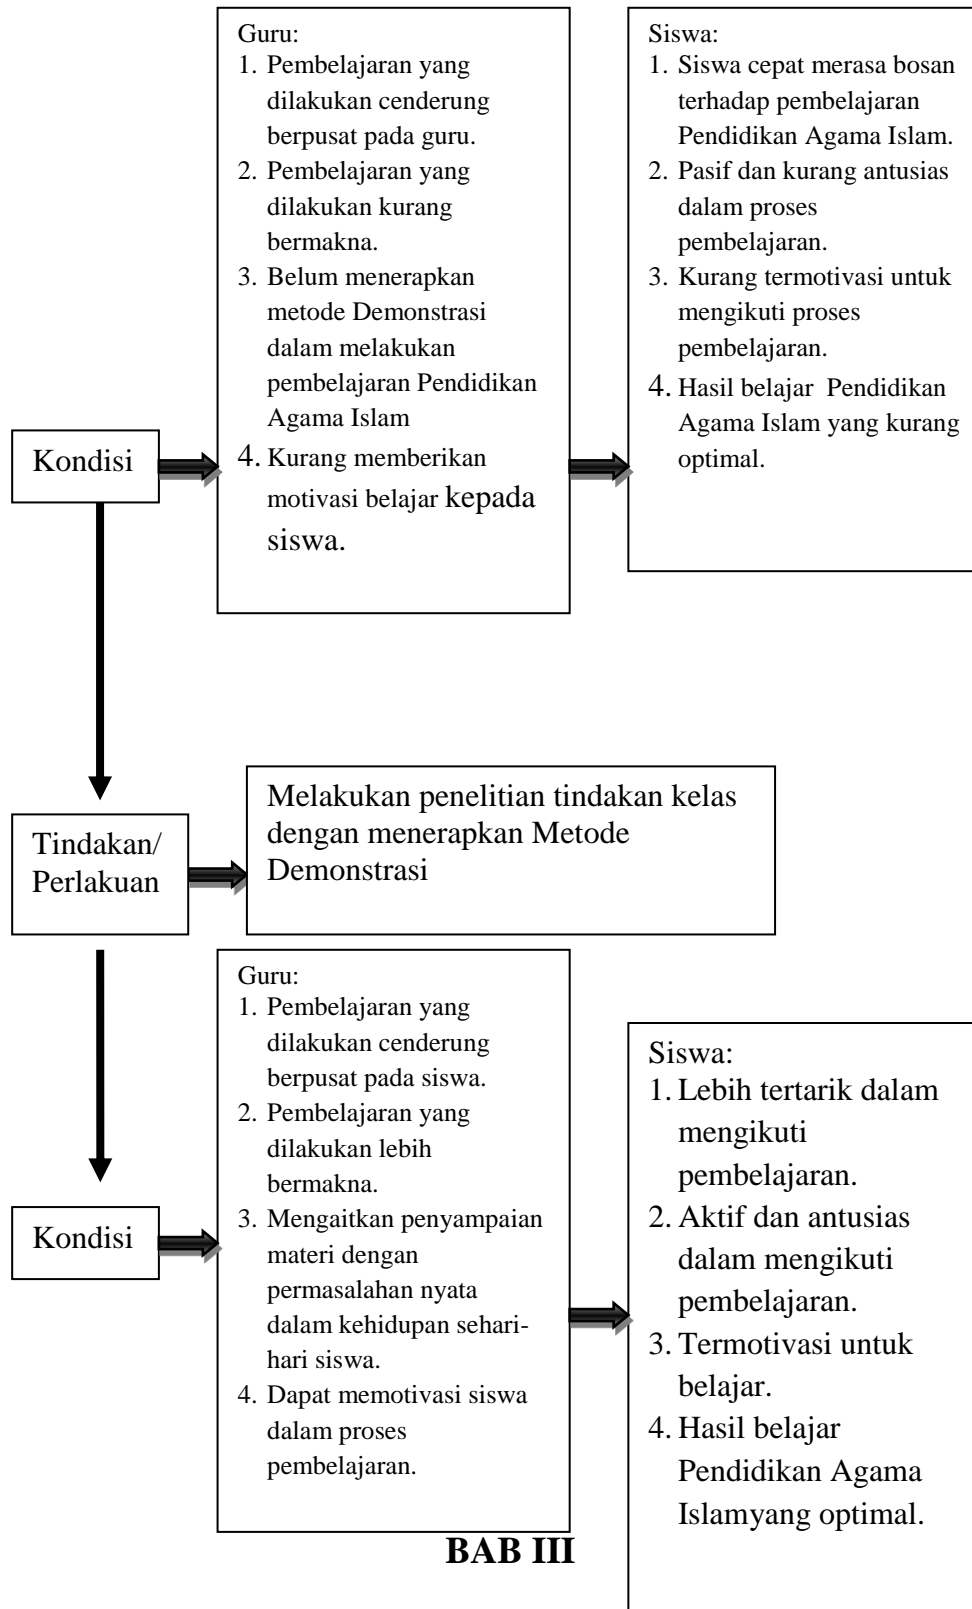 Guru:
1. Pembelajaran yang
dilakukan cenderung
berpusat pada guru.
2. Pembelajaran yang
dilakukan kurang
bermakna.
3. Belum menerapkan
metode Demonstrasi
dalam melakukan
pembelajaran Pendidikan
Agama Islam
4. Kurang memberikan
motivasi belajar kepada
siswa.
Siswa:
1. Siswa cepat merasa bosan
terhadap pembelajaran
Pendidikan Agama Islam.
2. Pasif dan kurang antusias
dalam proses
pembelajaran.
3. Kurang termotivasi untuk
mengikuti proses
pembelajaran.
4. Hasil belajar Pendidikan
Agama Islam yang kurang
optimal.
Kondisi
Tindakan/
Perlakuan
Melakukan penelitian tindakan kelas
dengan menerapkan Metode
Demonstrasi
Kondisi
Guru:
1. Pembelajaran yang
dilakukan cenderung
berpusat pada siswa.
2. Pembelajaran yang
dilakukan lebih
bermakna.
3. Mengaitkan penyampaian
materi dengan
permasalahan nyata
dalam kehidupan sehari-
hari siswa.
4. Dapat memotivasi siswa
dalam proses
pembelajaran.
Siswa:
1. Lebih tertarik dalam
mengikuti
pembelajaran.
2. Aktif dan antusias
dalam mengikuti
pembelajaran.
3. Termotivasi untuk
belajar.
4. Hasil belajar
Pendidikan Agama
Islamyang optimal.
BAB III